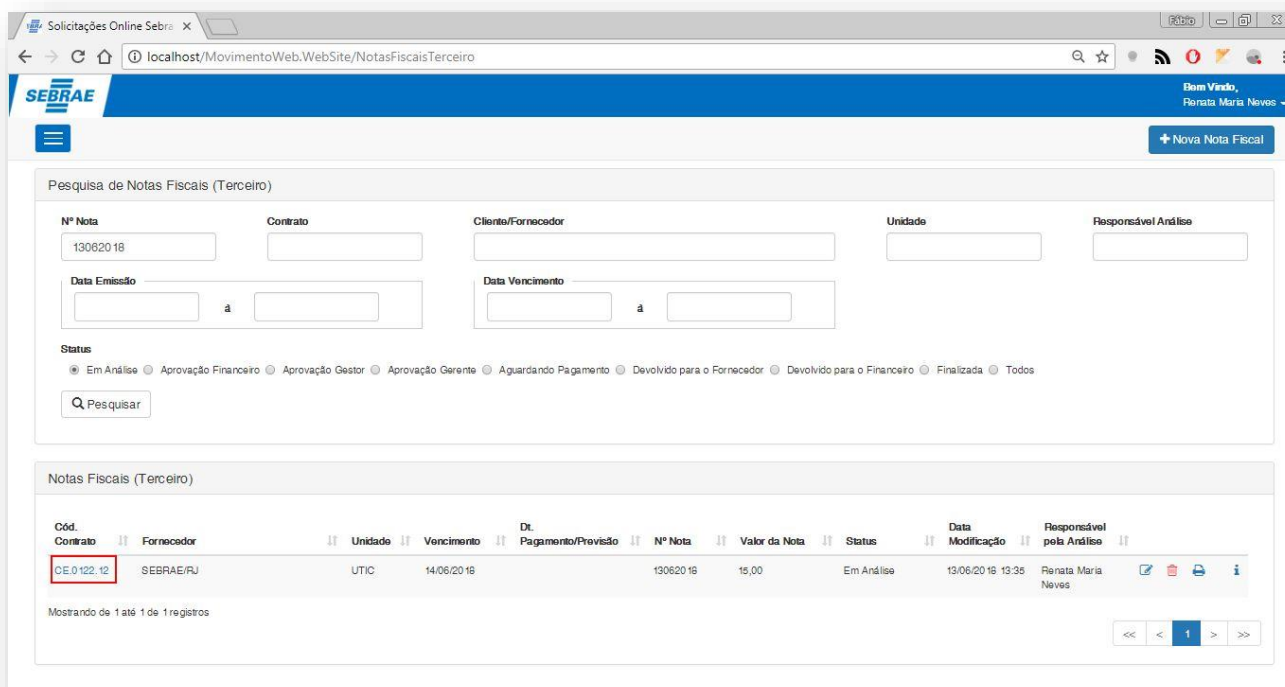 Solicitações Online Sebra
Fábio
localhost/MovimentoWeb.WebSite/NotasFiscaisTerceiro
SEBRAE
Bem Vindo,
Renata Maria Neves
+ Nova Nota Fiscal
Pesquisa de Notas Fiscais (Terceiro)
Nº Nota Contrato Cliente/Fornecedor Unidade Responsável Análise
13062018
Data Emissão Data Vencimento
á á
Status
Em Análise Aprovação Financeiro Aprovação Gestor Aprovação Gerente Aguardando Pagamento Devolvido para o Fornecedor Devolvido para o Financeiro Finalizada Todos
Pesquisar
Notas Fiscais (Terceiro)
Cód. Contrato Fornecedor Unidade Vencimento Dt. Pagamento/Previsão Nº Nota Valor da Nota Status Data Modificação Responsável pela Análise
CE.0122.12 SEBRAE/RJ UTIC 14/06/2018 13062018 15,00 Em Análise 13/06/2018 13:35 Renata Maria Neves
Mostrando de 1 até 1 de 1 registros
<< < 1 > >>